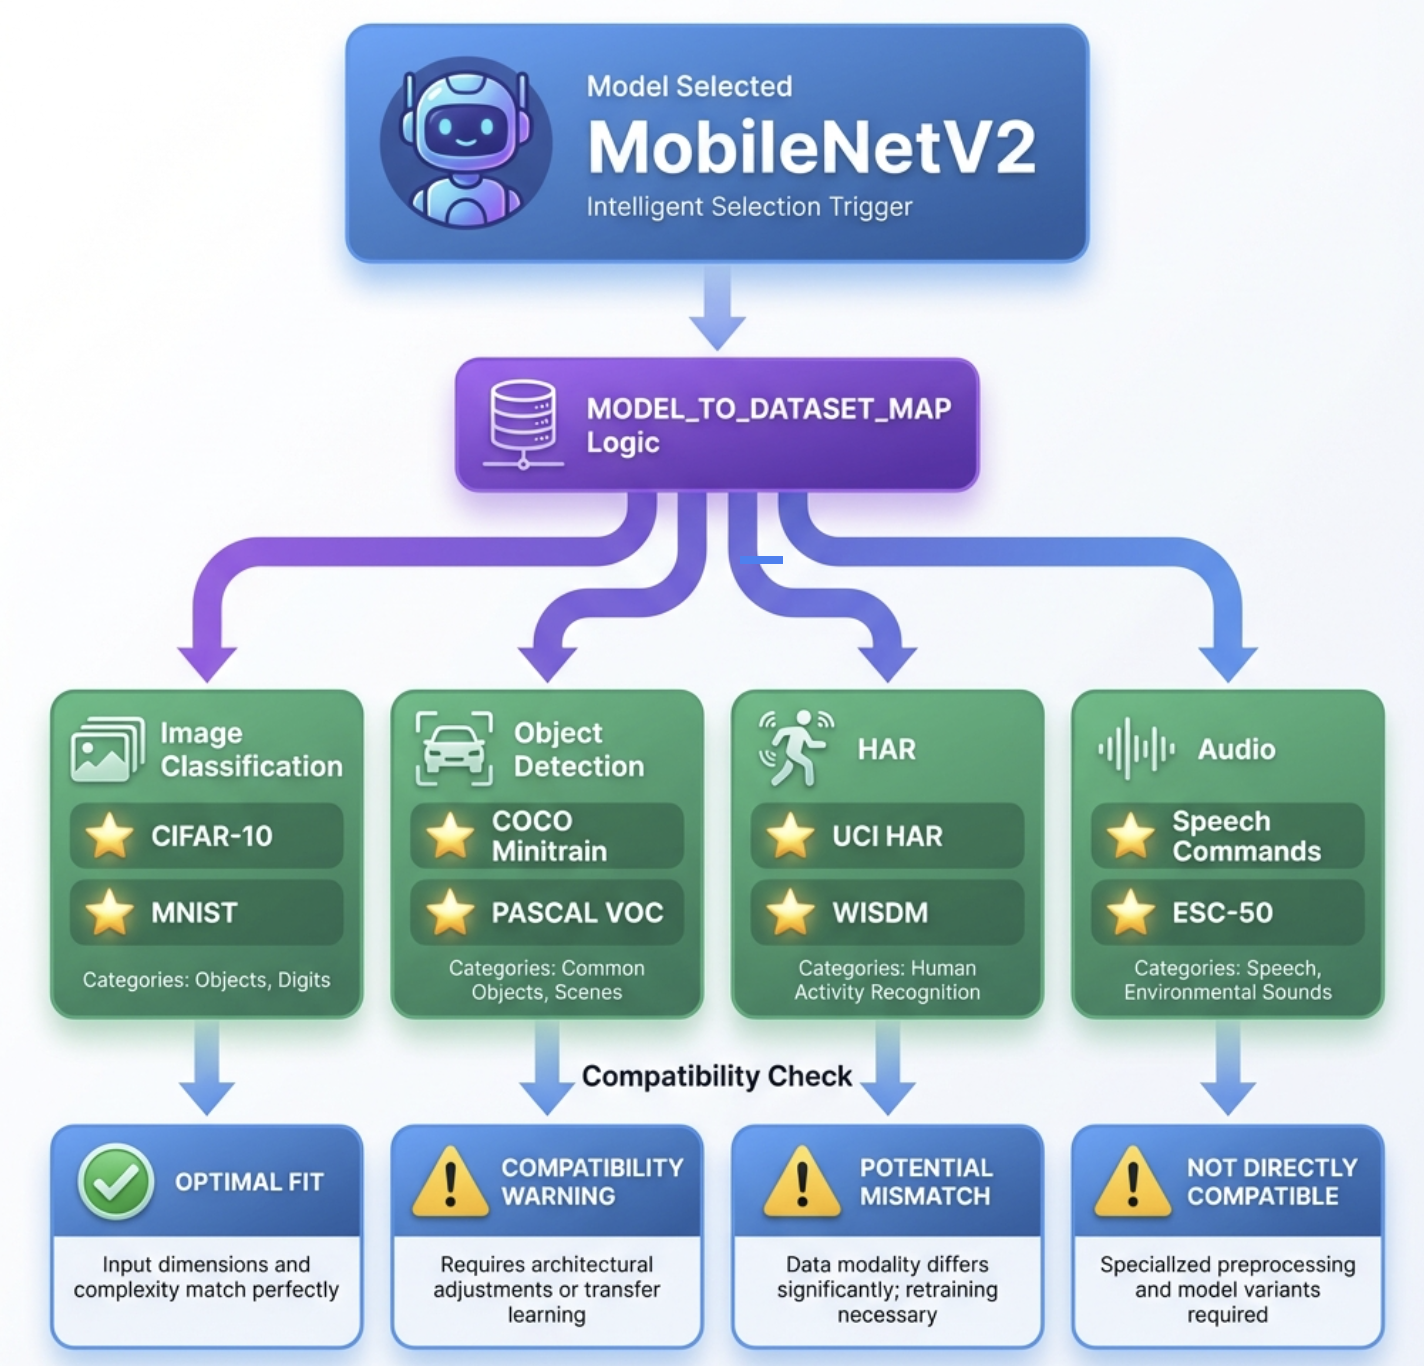 Model Selected
MobileNetV2
Intelligent Selection Trigger
MODEL_TO_DATASET_MAP
Logic
Image
Classification
CIFAR-10
MNIST
Categories: Objects, Digits
Object
Detection
COCO
Minitrain
PASCAL VOC
Categories: Common
Objects, Scenes
HAR
UCI HAR
WISDM
Categories: Human
Activity Recognition
Audio
Speech
Commands
ESC-50
Categories: Speech,
Environmental Sounds
Compatibility Check
OPTIMAL FIT
Input dimensions and
complexity match perfectly
COMPATIBILITY
WARNING
Requires architectural
adjustments or transfer
learning
POTENTIAL
MISMATCH
Data modality differs
significantly; retraining
necessary
NOT DIRECTLY
COMPATIBLE
Specialized preprocessing
and model variants
required